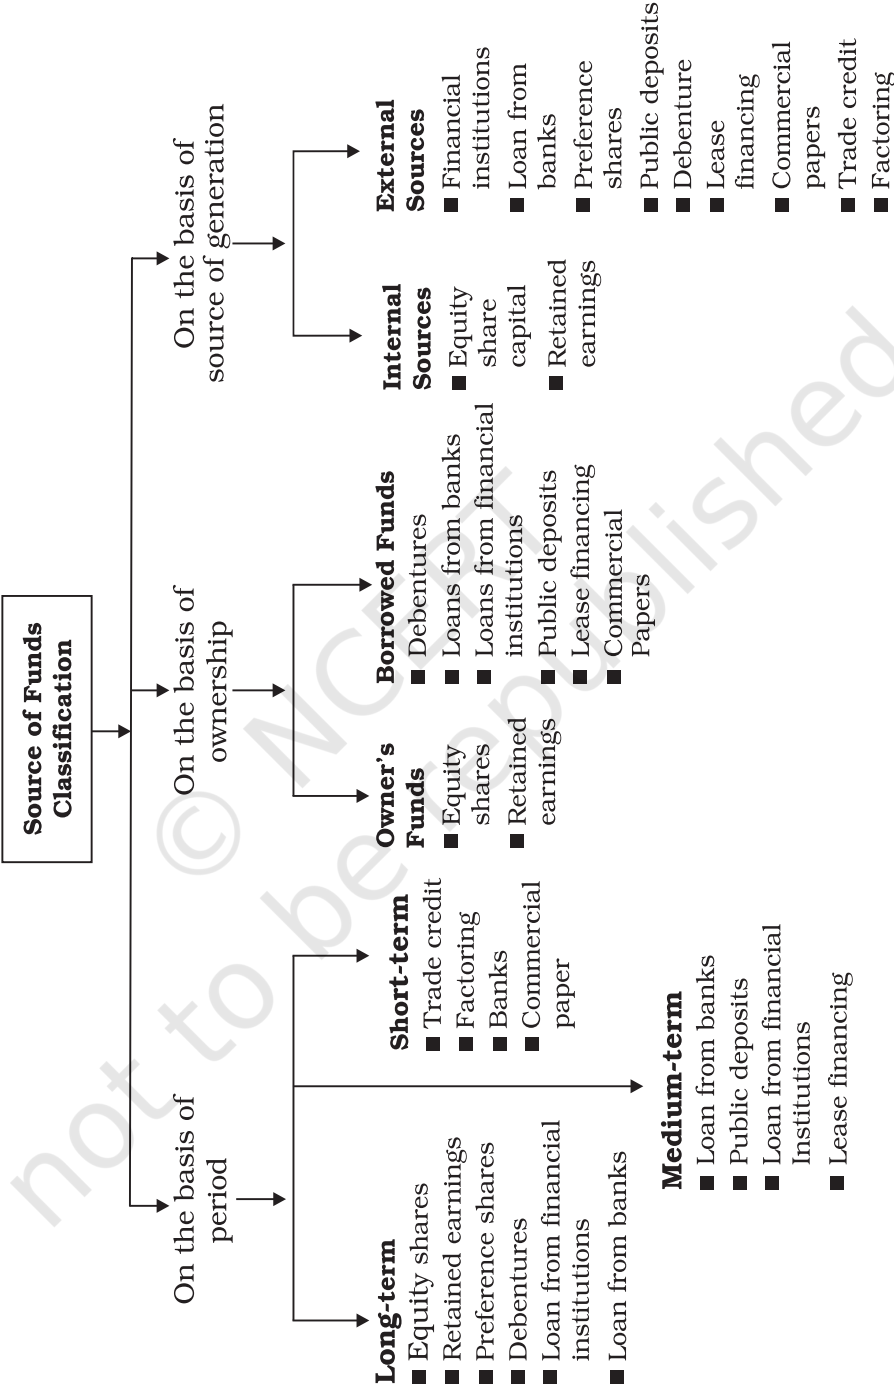 Source of Funds
Classification
On the basis of
period
On the basis of
ownership
On the basis of
source of generation
Long-term
Equity shares
Retained earnings
Preference shares
Debentures
Loan from financial
institutions
Loan from banks
Medium-term
Loan from banks
Public deposits
Loan from financial
Institutions
Lease financing
Short-term
Trade credit
Factoring
Banks
Commercial
paper
Owner's
Funds
Equity
shares
Retained
earnings
Borrowed Funds
Debentures
Loans from banks
Loans from financial
institutions
Public deposits
Lease financing
Commercial
Papers
Internal
Sources
Equity
share
capital
Retained
earnings
External
Sources
Financial
institutions
Loan from
banks
Preference
shares
Public deposits
Debenture
Lease
financing
Commercial
papers
Trade credit
Factoring
© NCERT
not to be republished